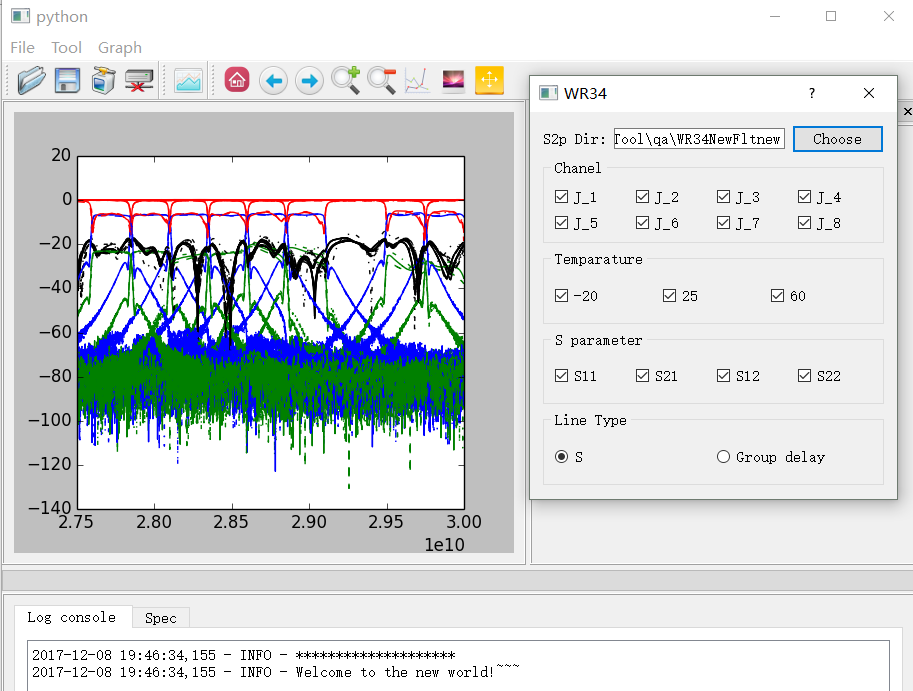 python
File Tool Graph
WR34
?
S2p Dir: Tool\qa\WR34NewFltnew Choose
Chanel
J_1 J_2 J_3 J_4
J_5 J_6 J_7 J_8
Temparature
-20 25 60
S parameter
S11 S21 S12 S22
Line Type
S Group delay
20
0
−20
−40
−60
−80
−100
−120
−140
2.75 2.80 2.85 2.90 2.95 3.00
1e10
Log console Spec
2017-12-08 19:46:34,155 - INFO - ********************
2017-12-08 19:46:34,155 - INFO - Welcome to the new world!~~~